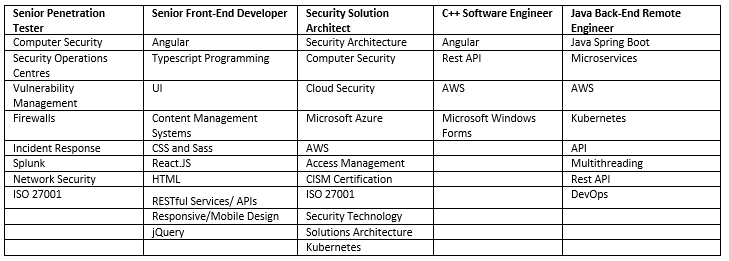 Senior Penetration Tester | Senior Front-End Developer | Security Solution Architect | C++ Software Engineer | Java Back-End Remote Engineer
Computer Security | Angular | Security Architecture | Angular | Java Spring Boot
Security Operations Centres | Typescript Programming | Computer Security | Rest API | Microservices
Vulnerability Management | UI | Cloud Security | AWS | AWS
Firewalls | Content Management Systems | Microsoft Azure | Microsoft Windows Forms | Kubernetes
Incident Response | CSS and Sass | AWS | | API
Splunk | React.JS | Access Management | | Multithreading
Network Security | HTML | CISM Certification | | Rest API
ISO 27001 | RESTful Services/ APIs | ISO 27001 | | DevOps
| Responsive/Mobile Design | Security Technology | |
| jQuery | Solutions Architecture | |
| | Kubernetes | |